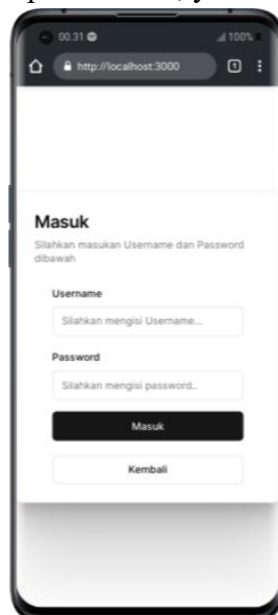 00.31
100%
http://localhost:3000
1
Masuk
Silahkan masukan Username dan Password
dibawah
Username
Silahkan mengisi Username...
Password
Silahkan mengisi password..
Masuk
Kembali